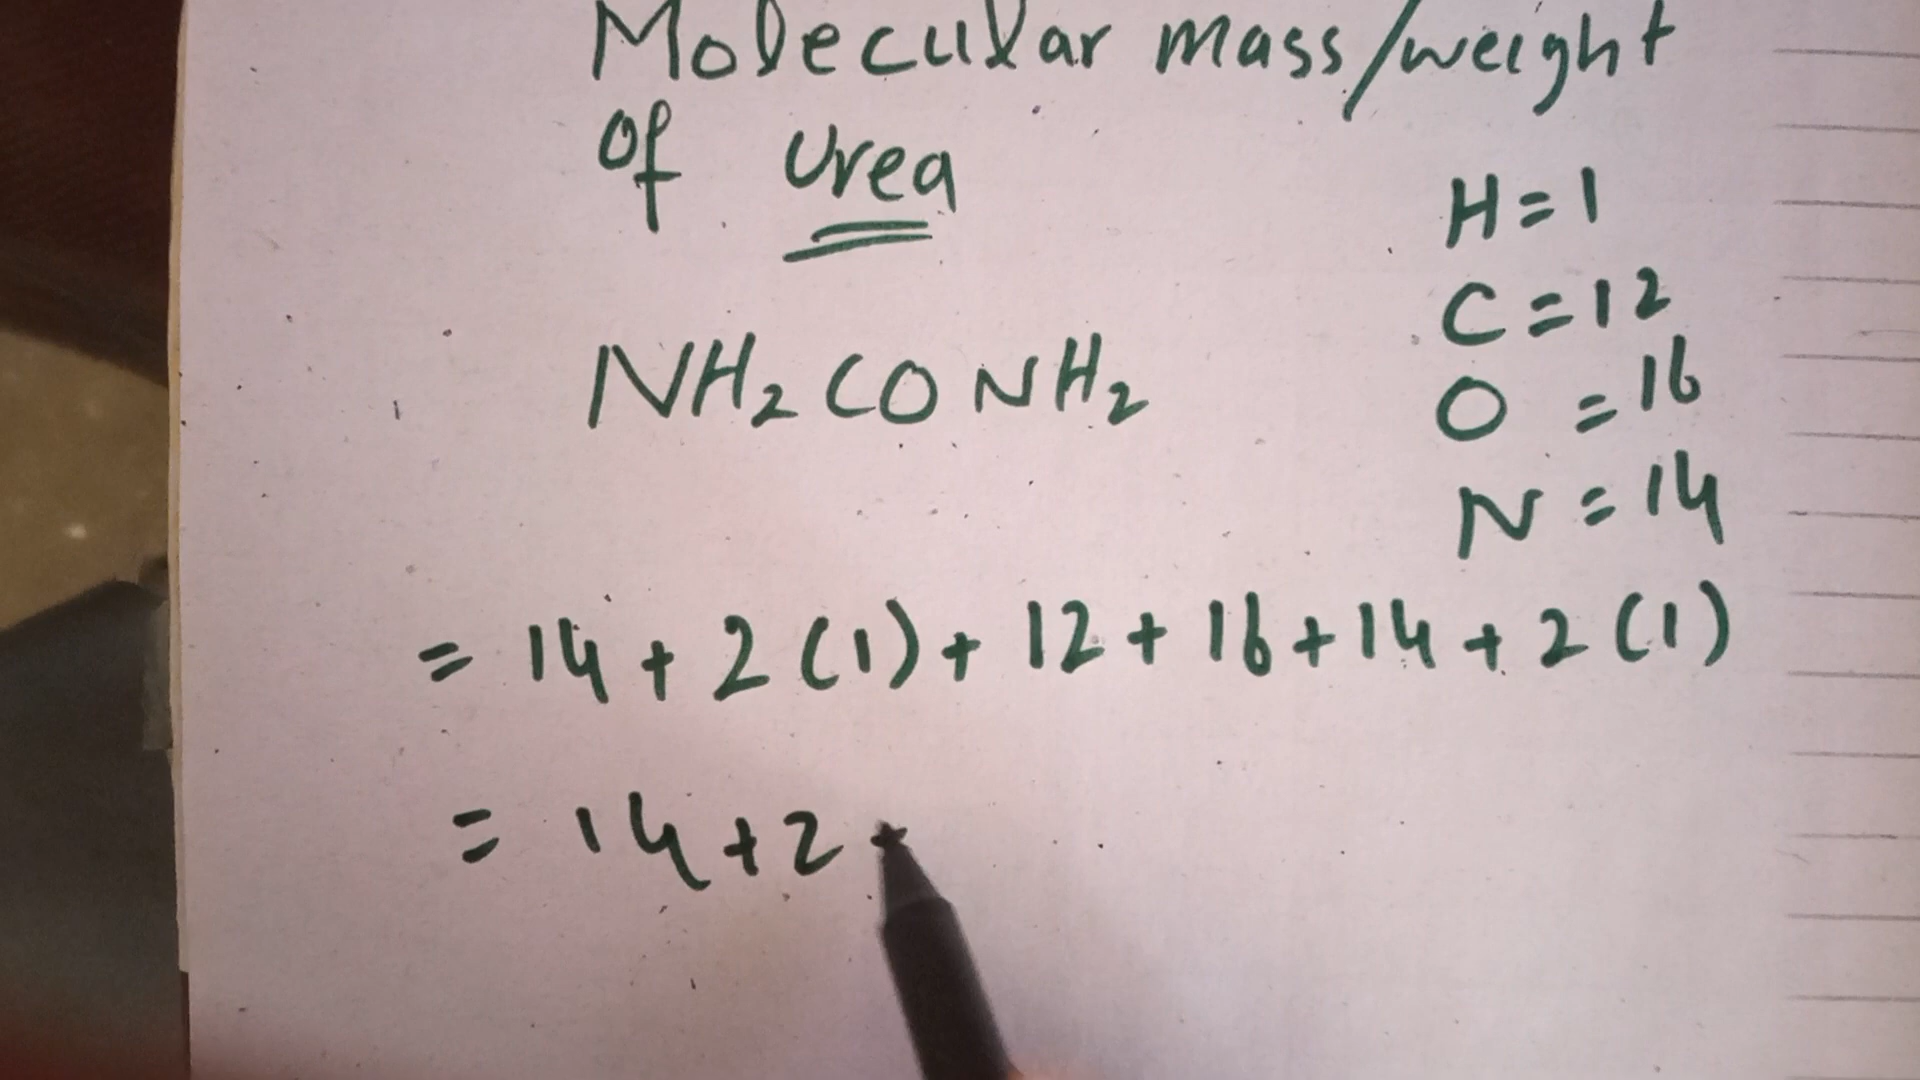 Molecular mass/weight
of Urea
H=1
C=12
NH₂CONH₂
O=16
N=14
= 14 + 2(1) + 12 + 16 + 14 + 2(1)
= 14 + 2 +